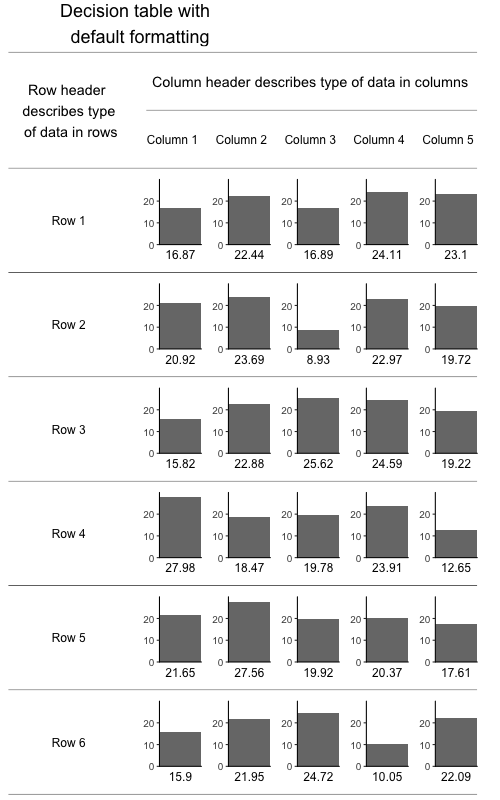 Decision table with
default formatting
Row header
describes type
of data in rows
Column header describes type of data in columns
Column 1 Column 2 Column 3 Column 4 Column 5
Row 1
20 20 20 20 20
10 10 10 10 10
0 0 0 0 0
16.87 22.44 16.89 24.11 23.1
Row 2
20 20 20 20 20
10 10 10 10 10
0 0 0 0 0
20.92 23.69 8.93 22.97 19.72
Row 3
20 20 20 20 20
10 10 10 10 10
0 0 0 0 0
15.82 22.88 25.62 24.59 19.22
Row 4
20 20 20 20 20
10 10 10 10 10
0 0 0 0 0
27.98 18.47 19.78 23.91 12.65
Row 5
20 20 20 20 20
10 10 10 10 10
0 0 0 0 0
21.65 27.56 19.92 20.37 17.61
Row 6
20 20 20 20 20
10 10 10 10 10
0 0 0 0 0
15.9 21.95 24.72 10.05 22.09